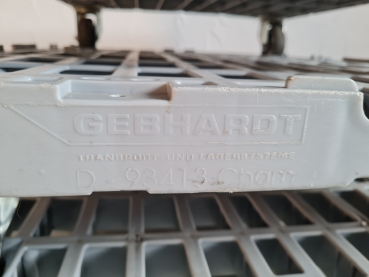 GEBHARDT
TRANSPORT- UND LAGERSYSTEME
D - 93413 Cham